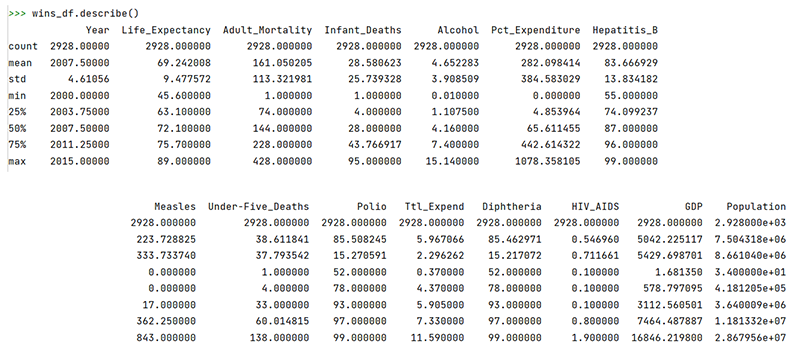 >>> wins_df.describe()
Year Life_Expectancy Adult_Mortality Infant_Deaths Alcohol Pct_Expenditure Hepatitis_B
count 2928.00000 2928.000000 2928.000000 2928.000000 2928.000000 2928.000000 2928.000000
mean 2007.50000 69.242008 161.050205 28.580623 4.652283 282.098414 83.666929
std 4.61056 9.477572 113.321981 25.739328 3.908509 384.583029 13.834182
min 2000.00000 45.600000 1.000000 1.000000 0.010000 0.000000 55.000000
25% 2003.75000 63.100000 74.000000 4.000000 1.107500 4.853964 74.099237
50% 2007.50000 72.100000 144.000000 28.000000 4.160000 65.611455 87.000000
75% 2011.25000 75.700000 228.000000 43.766917 7.400000 442.614322 96.000000
max 2015.00000 89.000000 428.000000 95.000000 15.140000 1078.358105 99.000000
Measles Under-Five_Deaths Polio Ttl_Expend Diphtheria HIV_AIDS GDP Population
2928.000000 2928.000000 2928.000000 2928.000000 2928.000000 2928.000000 2928.000000 2.928000e+03
223.728825 38.611841 85.508245 5.967066 85.462971 0.546960 5042.225117 7.504318e+06
333.733740 37.793542 15.270591 2.296262 15.217072 0.711661 5429.698701 8.661040e+06
0.000000 1.000000 52.000000 0.370000 52.000000 0.100000 1.681350 3.400000e+01
0.000000 4.000000 78.000000 4.370000 78.000000 0.100000 578.797095 4.181205e+05
17.000000 33.000000 93.000000 5.905000 93.000000 0.100000 3112.560501 3.640009e+06
362.250000 60.014815 97.000000 7.330000 97.000000 0.800000 7464.487887 1.181332e+07
843.000000 138.000000 99.000000 11.590000 99.000000 1.900000 16846.219800 2.867956e+07